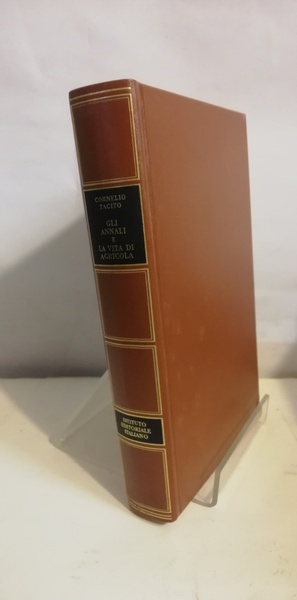 CORNELIO
TACITO
GLI
ANNALI
E
LA VITA DI
AGRICOLA
ISTITUTO
EDITORIALE
ITALIANO